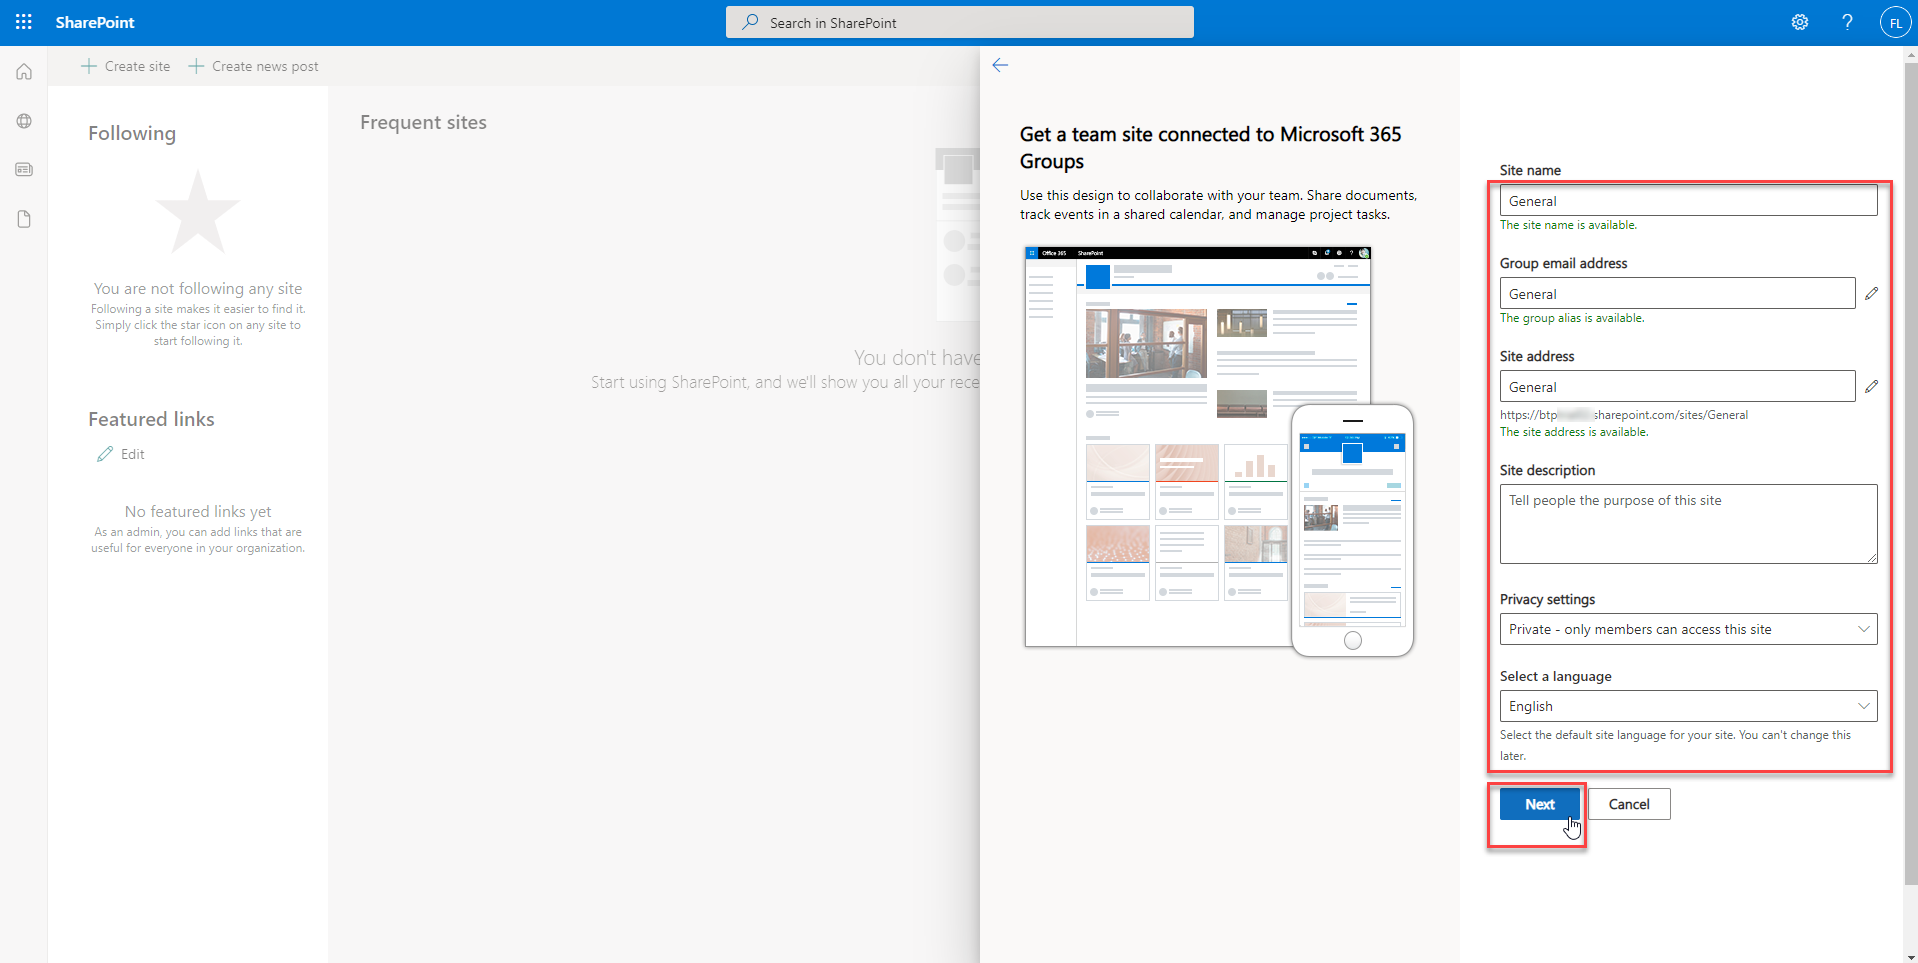 SharePoint
Search in SharePoint
FL
Create site
Create news post
Following
You are not following any site
Following a site makes it easier to find it.
Simply click the star icon on any site to
start following it.
Featured links
Edit
No featured links yet
As an admin, you can add links that are
useful for everyone in your organization.
Frequent sites
You don't have
Start using SharePoint, and we'll show you all your rece
Get a team site connected to Microsoft 365
Groups
Use this design to collaborate with your team. Share documents,
track events in a shared calendar, and manage project tasks.
Office 365
SharePoint
Site name
General
The site name is available.
Group email address
General
The group alias is available.
Site address
General
https://btp sharepoint.com/sites/General
The site address is available.
Site description
Tell people the purpose of this site
Privacy settings
Private - only members can access this site
Select a language
English
Select the default site language for your site. You can't change this
later.
Next
Cancel